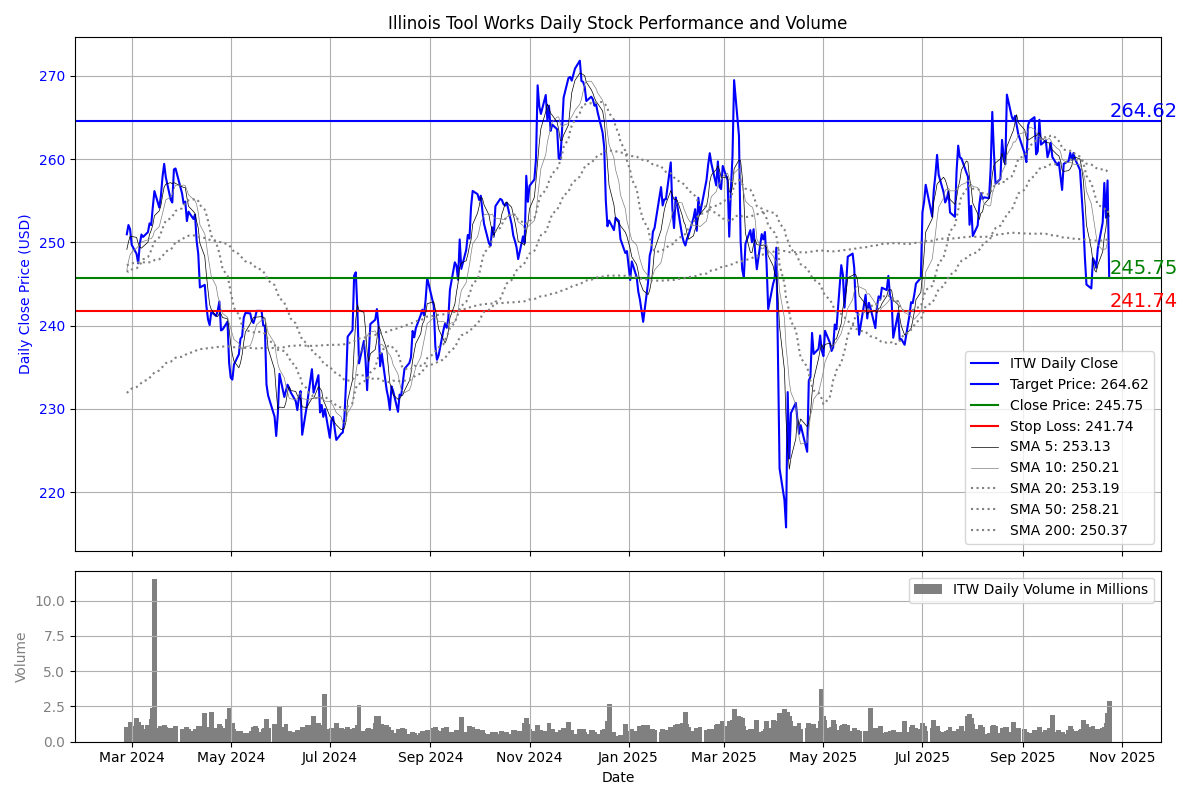 Illinois Tool Works Daily Stock Performance and Volume
Daily Close Price (USD)
270
260
250
240
230
220
264.62
245.75
241.74
ITW Daily Close
Target Price: 264.62
Close Price: 245.75
Stop Loss: 241.74
SMA 5: 253.13
SMA 10: 250.21
SMA 20: 253.19
SMA 50: 258.21
SMA 200: 250.37
Volume
10.0
7.5
5.0
2.5
0.0
ITW Daily Volume in Millions
Mar 2024 May 2024 Jul 2024 Sep 2024 Nov 2024 Jan 2025 Mar 2025 May 2025 Jul 2025 Sep 2025 Nov 2025
Date